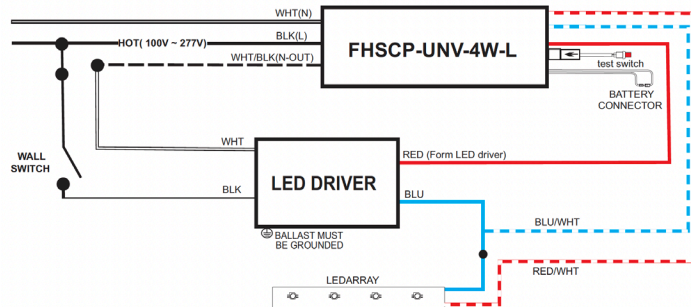 WHT(N)
BLK(L)
HOT( 100V ~ 277V)
WHT/BLK(N-OUT)
FHSCP-UNV-4W-L
test switch
BATTERY
CONNECTOR
WHT
RED (Form LED driver)
WALL
SWITCH
LED DRIVER
BLK
BLU
BLU/WHT
BALLAST MUST
BE GROUNDED
RED/WHT
LEDARRAY